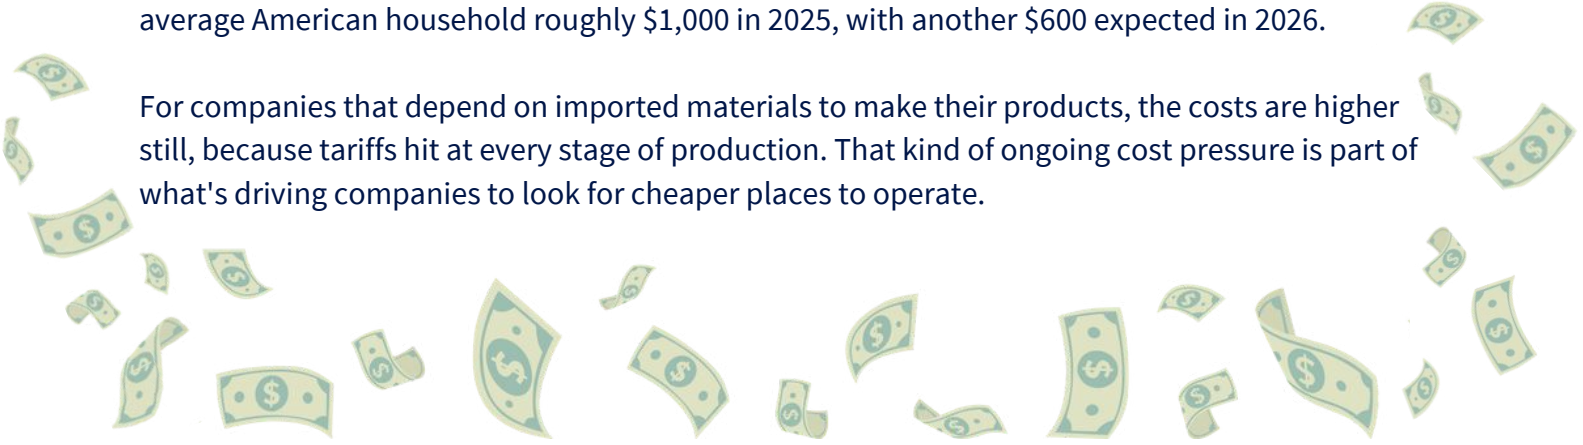 average American household roughly $1,000 in 2025, with another $600 expected in 2026.
For companies that depend on imported materials to make their products, the costs are higher
still, because tariffs hit at every stage of production. That kind of ongoing cost pressure is part of
what's driving companies to look for cheaper places to operate.